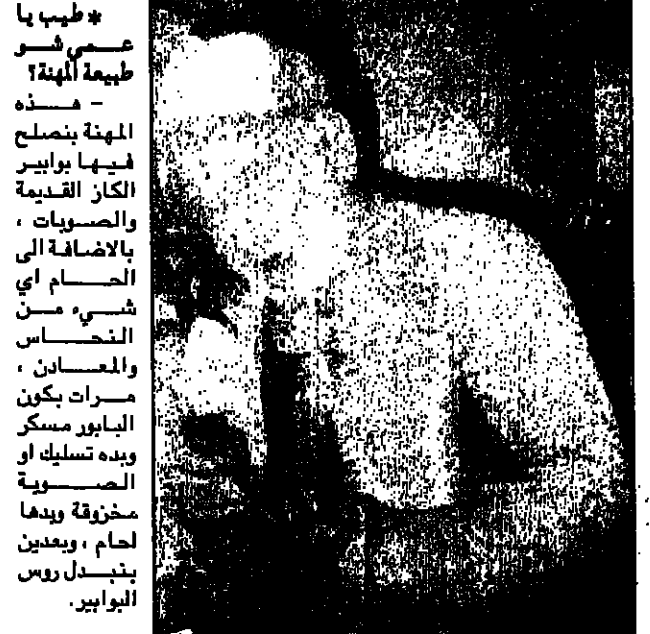 * طيب يا
عمي شو
طبيعة المهنة؟
- هذه
المهنة بنصلح
فيها بوابير
الكاز القديمة
والصوبات ،
بالاضافة الى
الحام اي
شيء من
النحاس
والمعادن ،
مرات بكون
البابور مسكر
وبده تسليك او
الصوبة
مخزوقة وبدها
لحام ، وبعدين
بنبدل روس
البوابير.